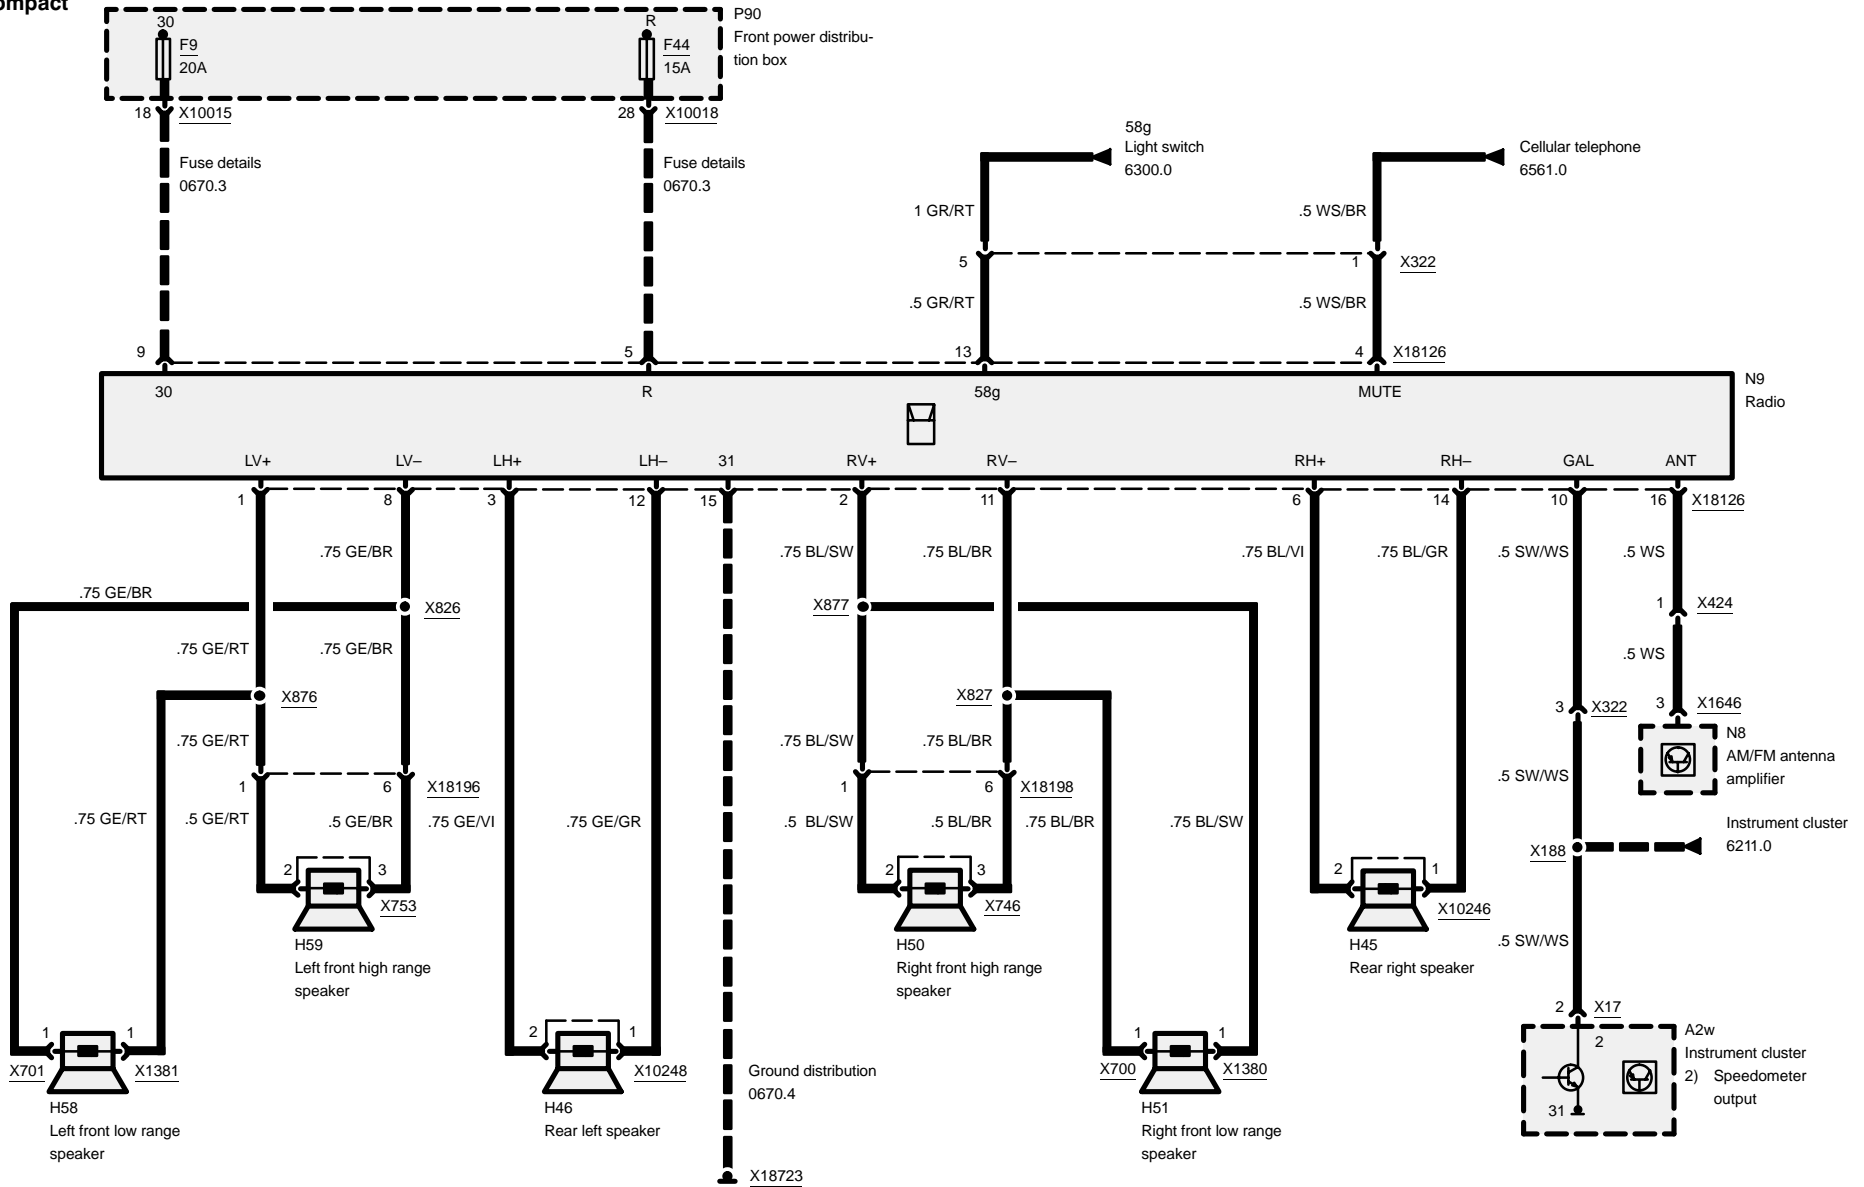 ompact
30
R
P90
F9
F44
Front power distribu-
20A
15A
tion box
18
X10015
28
X10018
58g
Light switch
Cellular telephone
6300.0
6561.0
Fuse details
Fuse details
0670.3
0670.3
1 GR/RT
.5 WS/BR
5
1
X322
.5 GR/RT
.5 WS/BR
9
5
13
4
X18126
30
R
58g
MUTE
N9
Radio
LV+
LV–
LH+
LH–
31
RV+
RV–
RH+
RH–
GAL
ANT
1
8
3
12
15
2
11
6
14
10
16
X18126
.75 GE/BR
.75 BL/SW
.75 BL/BR
.75 BL/VI
.75 BL/GR
.5 SW/WS
.5 WS
.75 GE/BR
X826
X877
1
X424
.75 GE/RT
.75 GE/BR
.5 WS
X876
X827
3
X322
3
X1646
.75 GE/RT
.75 BL/SW
.75 BL/BR
N8
AM/FM antenna
amplifier
1
6
X18196
1
6
X18198
.5 SW/WS
.75 GE/RT
.5 GE/RT
.5 GE/BR
.75 GE/VI
.75 GE/GR
.5 BL/SW
.5 BL/BR
.75 BL/BR
.75 BL/SW
Instrument cluster
6211.0
X188
2
3
X753
2
3
X746
2
1
X10246
H59
Left front high range
speaker
H50
Right front high range
speaker
H45
Rear right speaker
.5 SW/WS
2
X17
1
1
X701
X1381
2
1
X10248
1
1
X700
X1380
H58
Left front low range
speaker
H46
Rear left speaker
Ground distribution
0670.4
H51
Right front low range
speaker
2
31
A2w
Instrument cluster
2) Speedometer
output
X18723